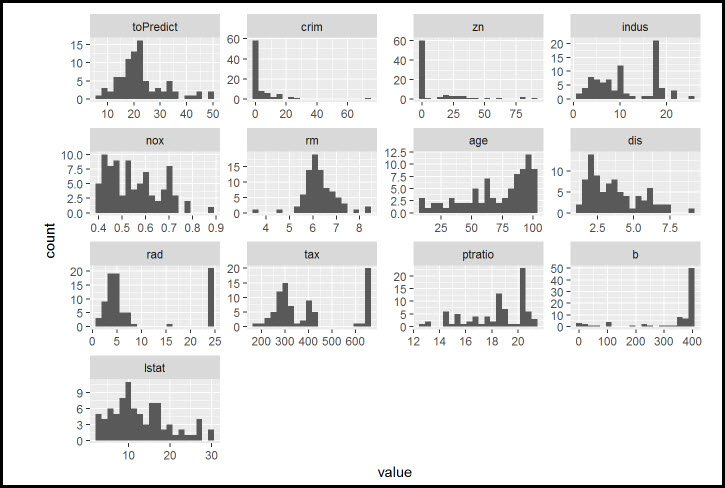 toPredict crim zn indus
15 10 5 0
60 40 20 0
60 40 20 0
20 15 10 5 0
10 20 30 40 50 0 20 40 60 0 20 40 60 80 0 10 20
nox rm age dis
10.0 7.5 5.0 2.5 0.0
15 10 5 0
12.5 10.0 7.5 5.0 2.5 0.0
10 5 0
0.4 0.5 0.6 0.7 0.8 0.9 4 5 6 7 8 25 50 75 100 2.5 5.0 7.5
count
rad tax ptratio b
20 15 10 5 0
20 15 10 5 0
20 15 10 5 0
50 40 30 20 10 0
0 5 10 15 20 25 200 300 400 500 600 12 14 16 18 20 0 100 200 300 400
lstat
9 6 3 0
10 20 30
value